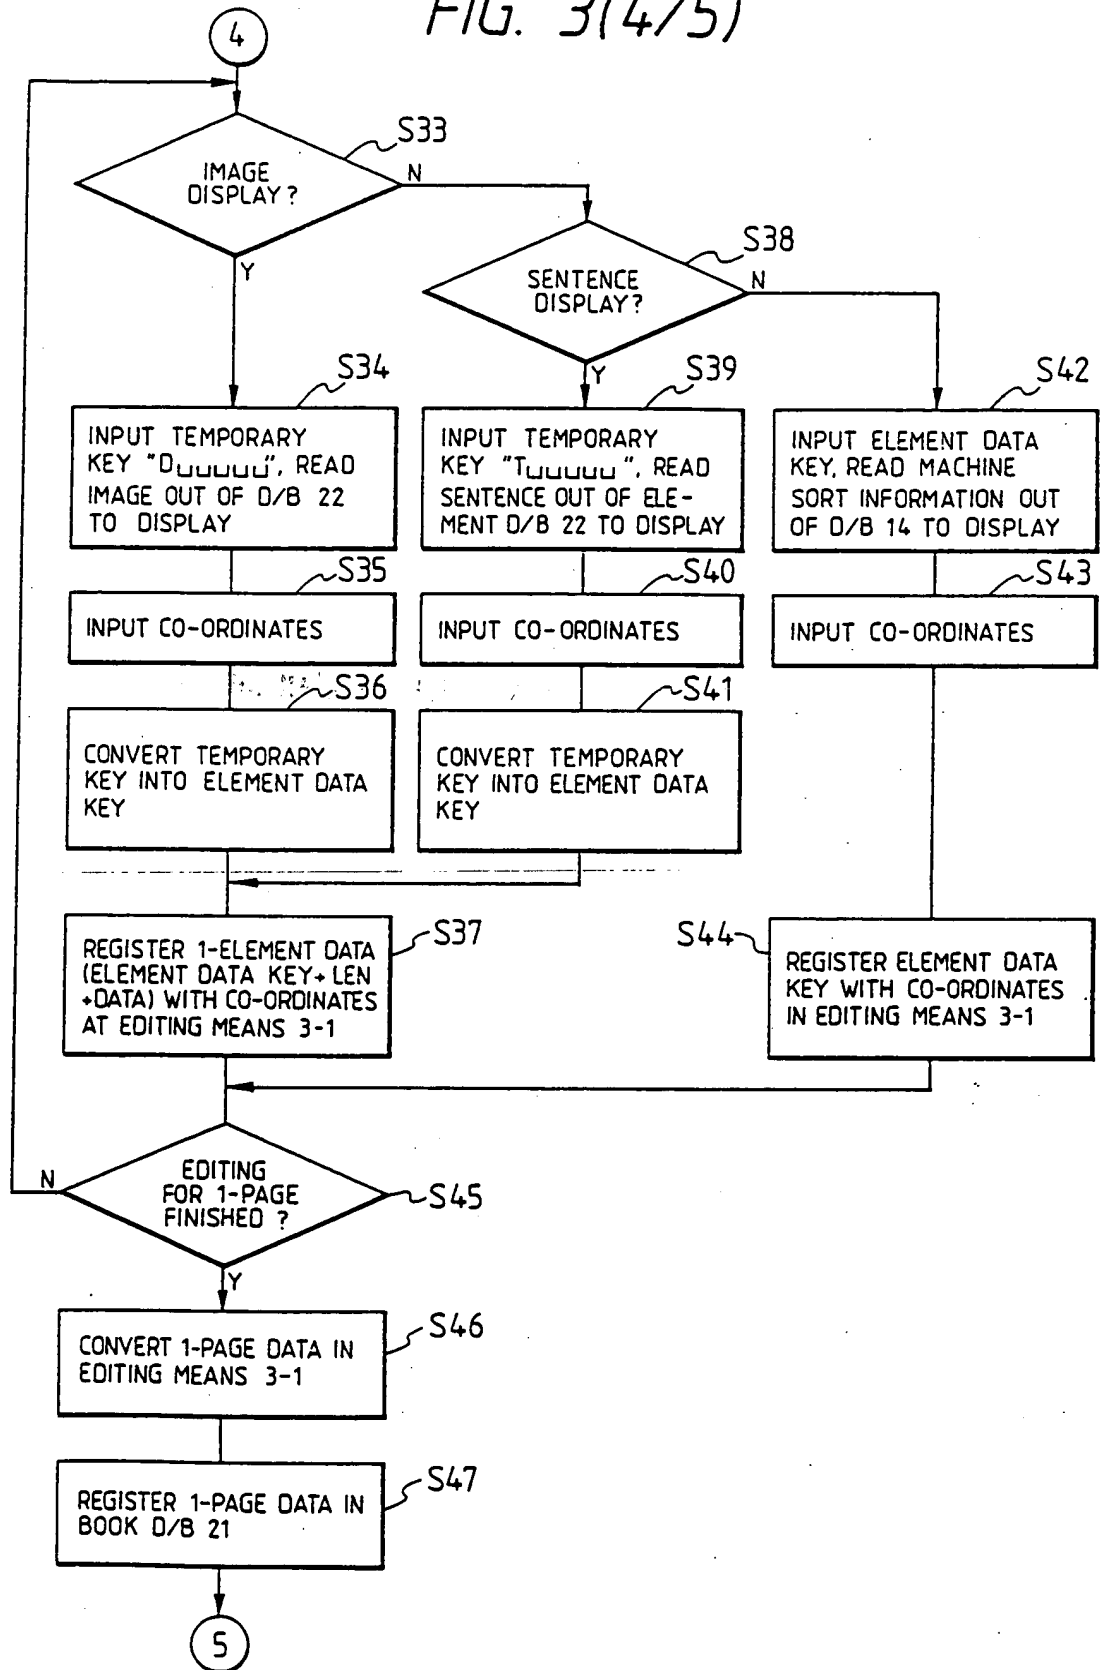 FIG. 3(4/5)
4
S33
IMAGE
DISPLAY?
N
Y
S38
SENTENCE
DISPLAY?
N
Y
S34
INPUT TEMPORARY
KEY "D␣␣␣␣␣", READ
IMAGE OUT OF D/B 22
TO DISPLAY
S39
INPUT TEMPORARY
KEY "T␣␣␣␣␣", READ
SENTENCE OUT OF ELE-
MENT D/B 22 TO DISPLAY
S42
INPUT ELEMENT DATA
KEY, READ MACHINE
SORT INFORMATION OUT
OF D/B 14 TO DISPLAY
S35
INPUT CO-ORDINATES
S40
INPUT CO-ORDINATES
S43
INPUT CO-ORDINATES
S36
CONVERT TEMPORARY
KEY INTO ELEMENT DATA
KEY
S41
CONVERT TEMPORARY
KEY INTO ELEMENT DATA
KEY
S37
REGISTER 1-ELEMENT DATA
(ELEMENT DATA KEY+LEN
+DATA) WITH CO-ORDINATES
AT EDITING MEANS 3-1
S44
REGISTER ELEMENT DATA
KEY WITH CO-ORDINATES
IN EDITING MEANS 3-1
N
EDITING
FOR 1-PAGE
FINISHED ?
S45
Y
S46
CONVERT 1-PAGE DATA IN
EDITING MEANS 3-1
S47
REGISTER 1-PAGE DATA IN
BOOK D/B 21
5